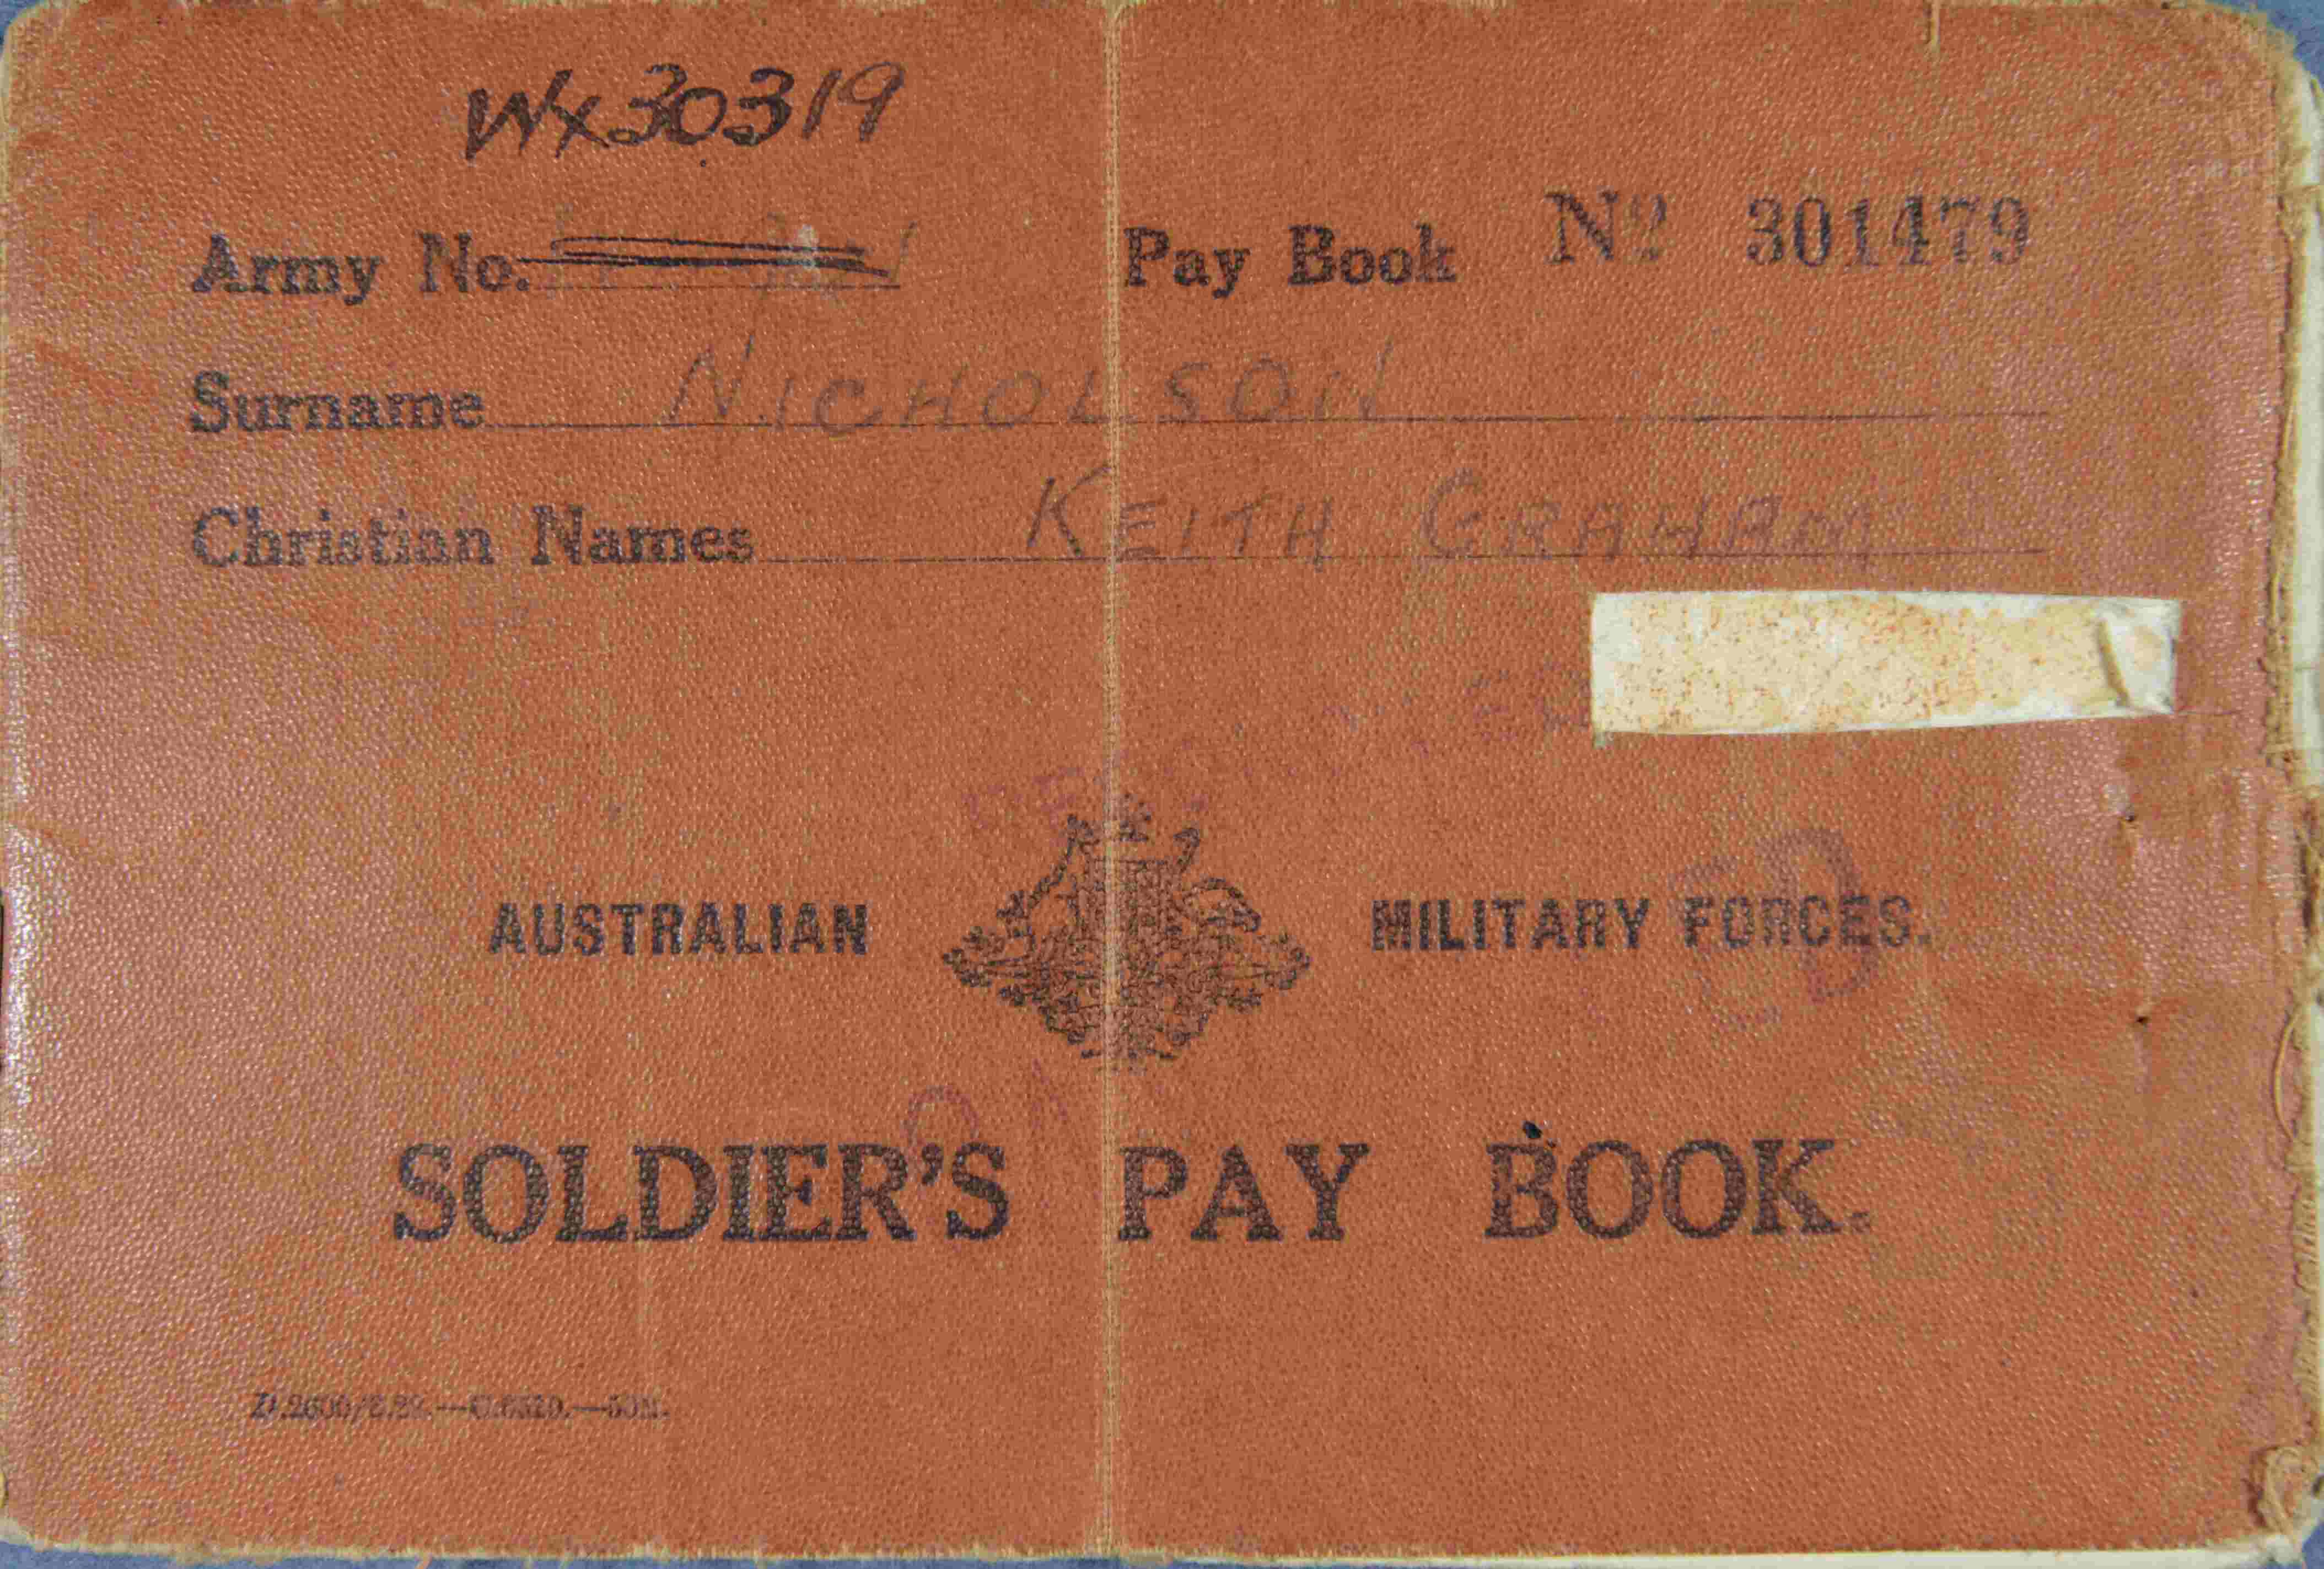 Wx30319
Army No. Pay Book Nº 301479
Surname NICHOLSON
Christian Names KEITH GRAHAM
AUSTRALIAN MILITARY FORCES.
SOLDIER'S PAY BOOK.